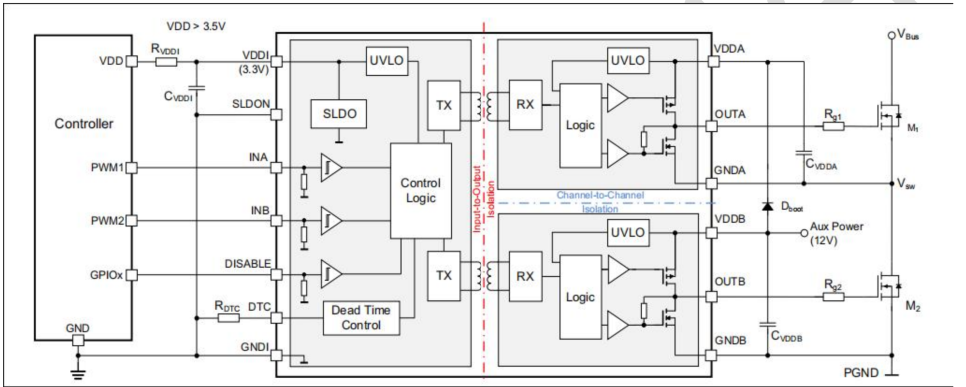 VDD > 3.5V
Controller
VDD
PWM1
PWM2
GPIOx
GND
RVDDI
CVDDI
RDTC
VDDI
(3.3V)
SLDON
INA
INB
DISABLE
DTC
GNDI
UVLO
SLDO
Control
Logic
Dead Time
Control
TX
TX
Input-to-Output
Isolation
Channel-to-Channel
Isolation
RX
UVLO
Logic
RX
UVLO
Logic
VDDA
OUTA
GNDA
VDDB
OUTB
GNDB
VBus
Rg1
M1
CVDDA
Vsw
Dboot
Aux Power
(12V)
Rg2
M2
CVDDB
PGND